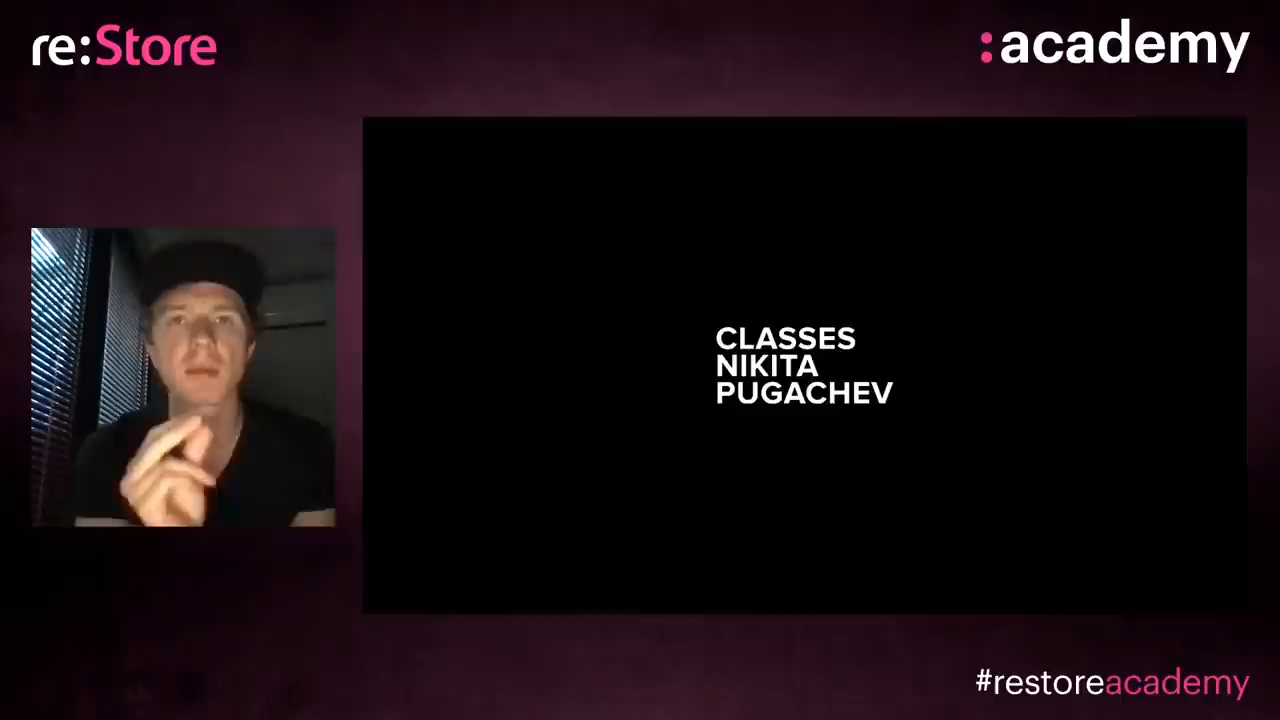 re:Store
:academy
CLASSES
NIKITA
PUGACHEV
#restoreacademy